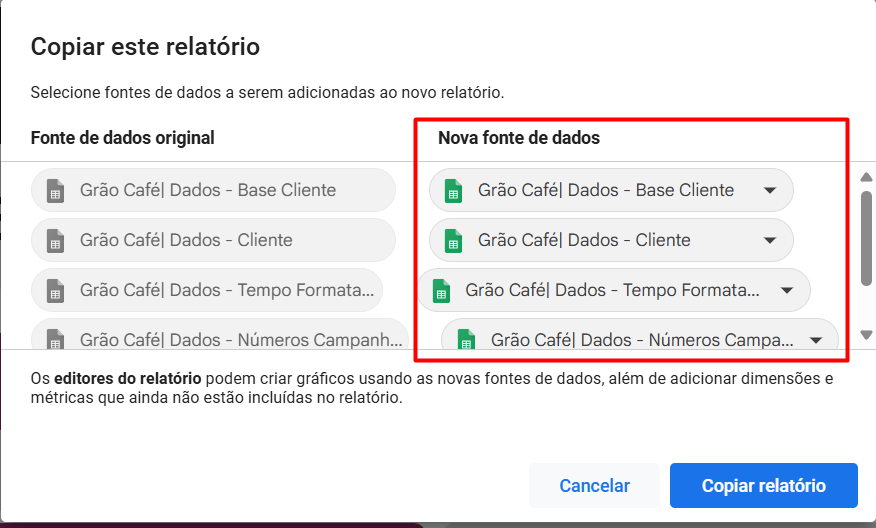 Copiar este relatório
Selecione fontes de dados a serem adicionadas ao novo relatório.
Fonte de dados original
Nova fonte de dados
Grão Café| Dados - Base Cliente
Grão Café| Dados - Base Cliente
Grão Café| Dados - Cliente
Grão Café| Dados - Cliente
Grão Café| Dados - Tempo Formata...
Grão Café| Dados - Tempo Formata...
Grão Café| Dados - Números Campanh...
Grão Café| Dados - Números Campa...
Os editores do relatório podem criar gráficos usando as novas fontes de dados, além de adicionar dimensões e
métricas que ainda não estão incluídas no relatório.
Cancelar
Copiar relatório